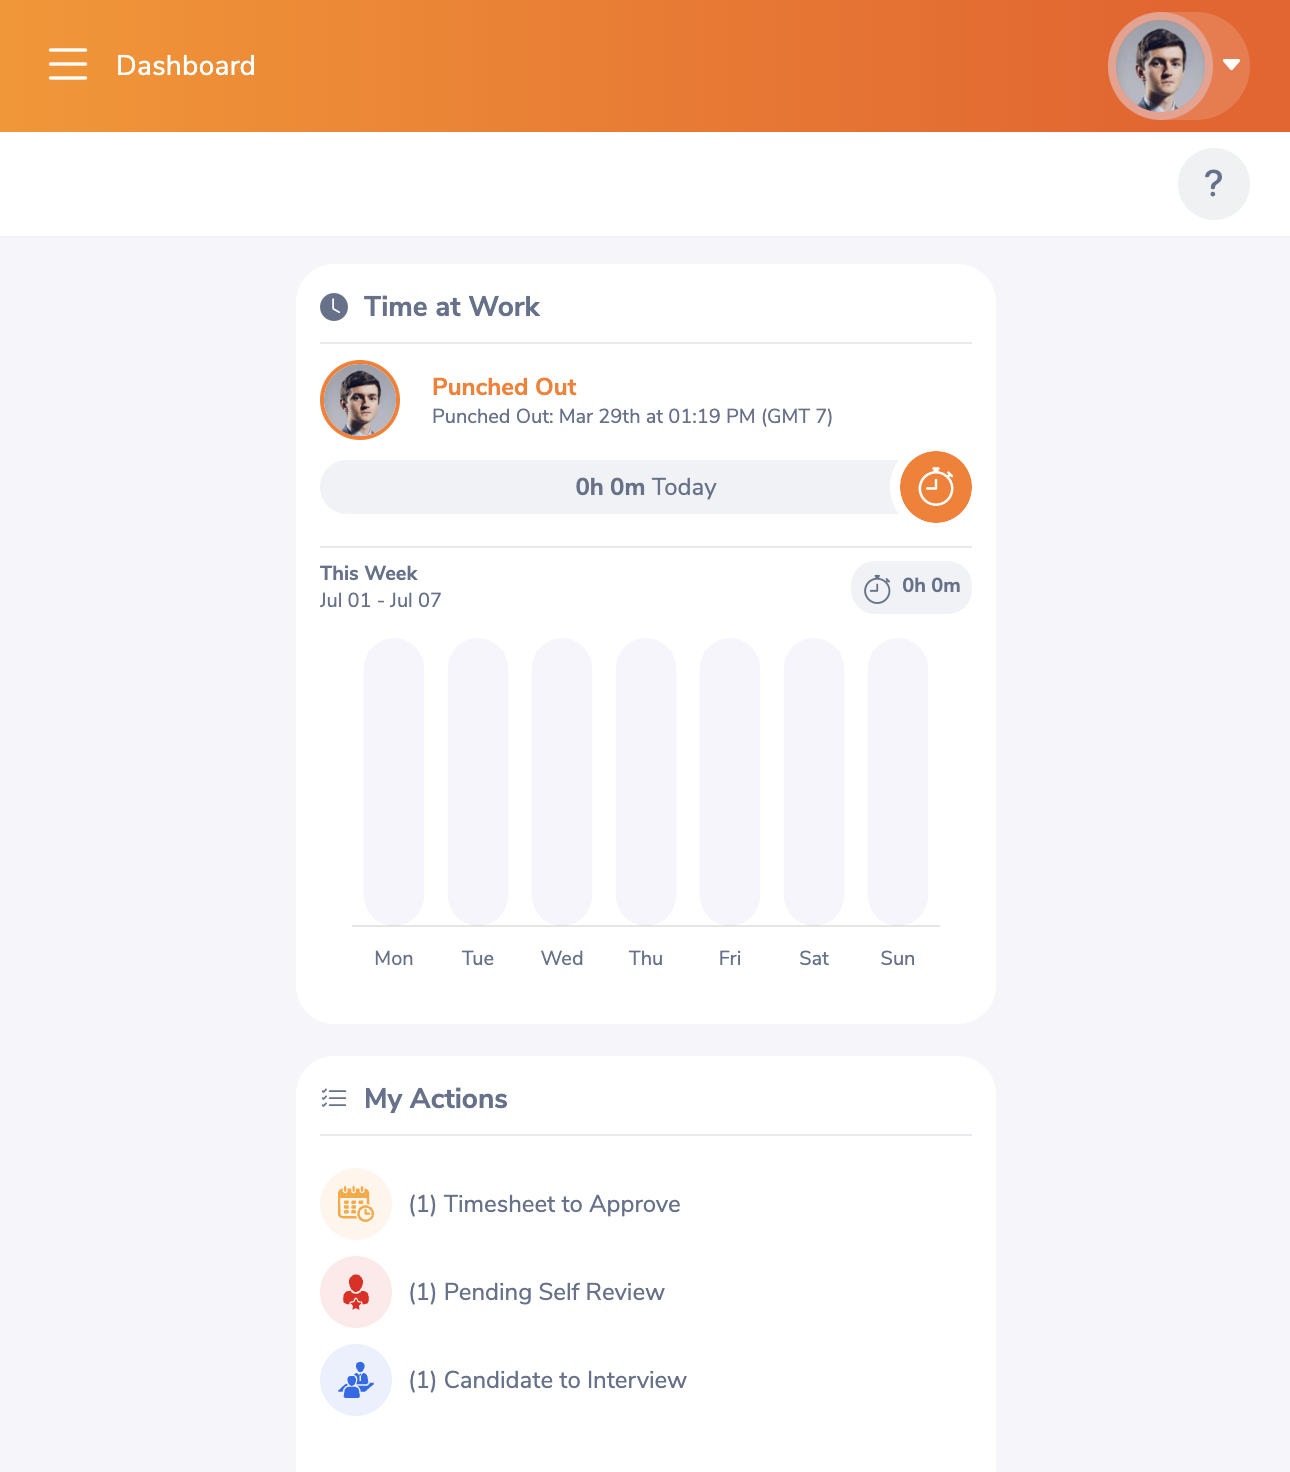 Dashboard
?
Time at Work
Punched Out
Punched Out: Mar 29th at 01:19 PM (GMT 7)
0h 0m Today
This Week
Jul 01 - Jul 07
0h 0m
Mon Tue Wed Thu Fri Sat Sun
My Actions
(1) Timesheet to Approve
(1) Pending Self Review
(1) Candidate to Interview